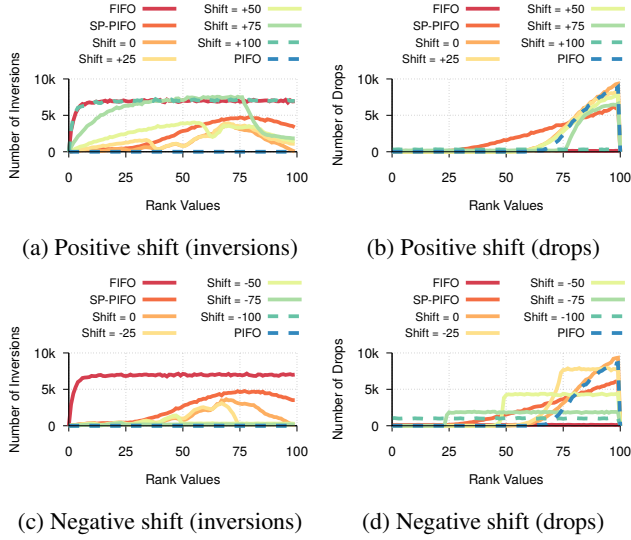 FIFO
SP-PIFO
Shift = 0
Shift = +25
Shift = +50
Shift = +75
Shift = +100
PIFO
Number of Inversions
10k
5k
0
0 25 50 75 100
Rank Values
(a) Positive shift (inversions)
FIFO
SP-PIFO
Shift = 0
Shift = +25
Shift = +50
Shift = +75
Shift = +100
PIFO
Number of Drops
10k
5k
0
0 25 50 75 100
Rank Values
(b) Positive shift (drops)
FIFO
SP-PIFO
Shift = 0
Shift = -25
Shift = -50
Shift = -75
Shift = -100
PIFO
Number of Inversions
10k
5k
0
0 25 50 75 100
Rank Values
(c) Negative shift (inversions)
FIFO
SP-PIFO
Shift = 0
Shift = -25
Shift = -50
Shift = -75
Shift = -100
PIFO
Number of Drops
10k
5k
0
0 25 50 75 100
Rank Values
(d) Negative shift (drops)